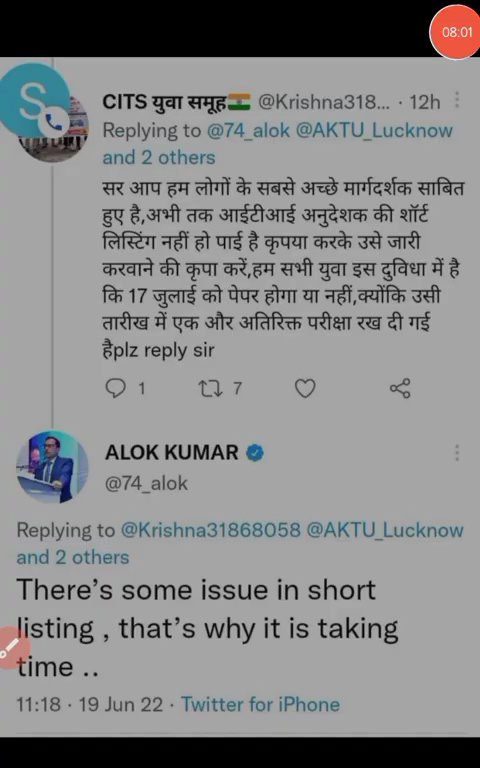 08:01
S
CITS युवा समूह🇮🇳 @Krishna318... · 12h
Replying to @74_alok @AKTU_Lucknow
and 2 others
सर आप हम लोगों के सबसे अच्छे मार्गदर्शक साबित
हुए है,अभी तक आईटीआई अनुदेशक की शॉर्ट
लिस्टिंग नहीं हो पाई है कृपया करके उसे जारी
करवाने की कृपा करें,हम सभी युवा इस दुविधा में है
कि 17 जुलाई को पेपर होगा या नहीं,क्योंकि उसी
तारीख में एक और अतिरिक्त परीक्षा रख दी गई
हैplz reply sir
1 7
ALOK KUMAR
@74_alok
Replying to @Krishna31868058 @AKTU_Lucknow
and 2 others
There's some issue in short
listing , that's why it is taking
time ..
11:18 · 19 Jun 22 · Twitter for iPhone